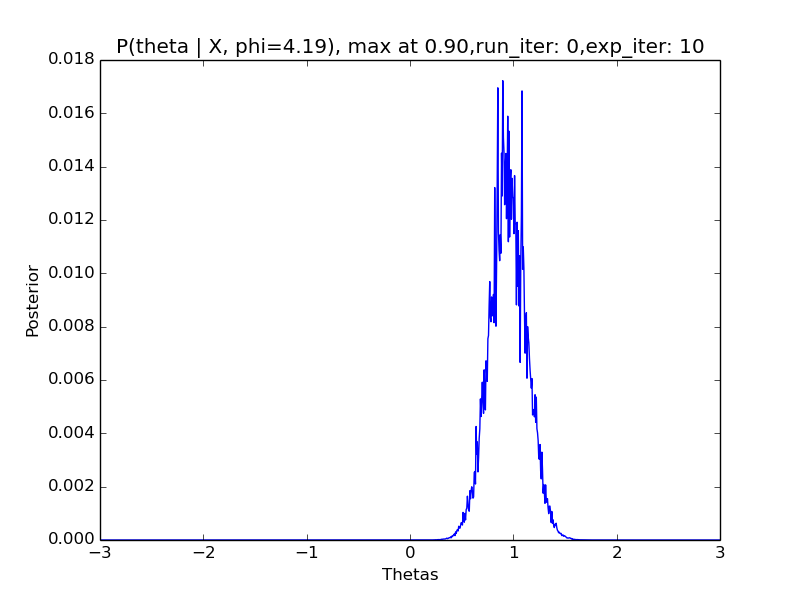 P(theta | X, phi=4.19), max at 0.90,run_iter: 0,exp_iter: 10
0.018
0.016
0.014
0.012
0.010
0.008
0.006
0.004
0.002
0.000
Posterior
−3 −2 −1 0 1 2 3
Thetas